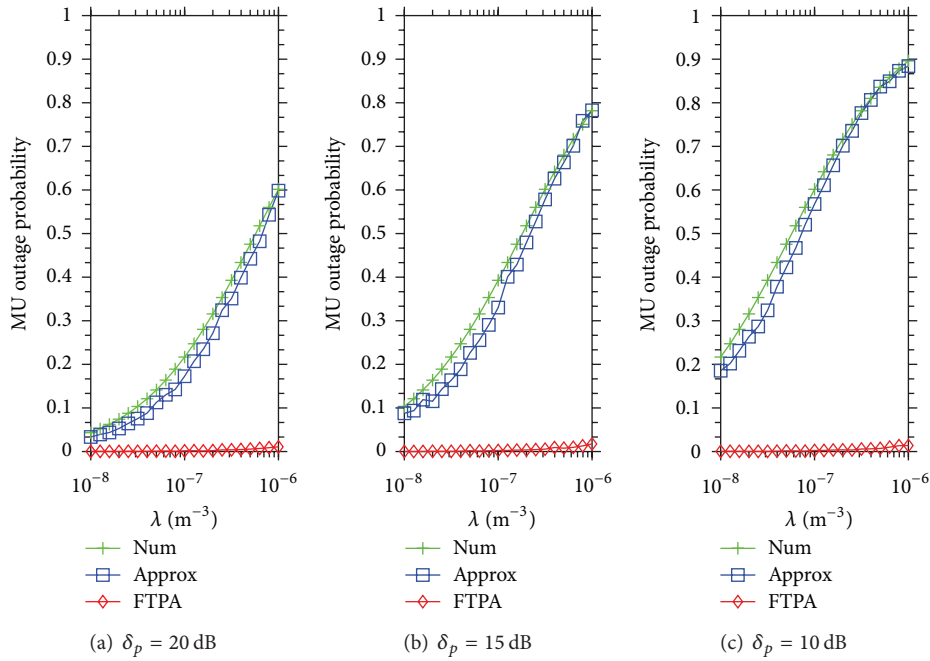 1
0.9
0.8
0.7
0.6
0.5
0.4
0.3
0.2
0.1
0
MU outage probability
10⁻⁸ 10⁻⁷ 10⁻⁶
λ (m⁻³)
Num
Approx
FTPA
(a) δₚ = 20 dB
1
0.9
0.8
0.7
0.6
0.5
0.4
0.3
0.2
0.1
0
MU outage probability
10⁻⁸ 10⁻⁷ 10⁻⁶
λ (m⁻³)
Num
Approx
FTPA
(b) δₚ = 15 dB
1
0.9
0.8
0.7
0.6
0.5
0.4
0.3
0.2
0.1
0
MU outage probability
10⁻⁸ 10⁻⁷ 10⁻⁶
λ (m⁻³)
Num
Approx
FTPA
(c) δₚ = 10 dB